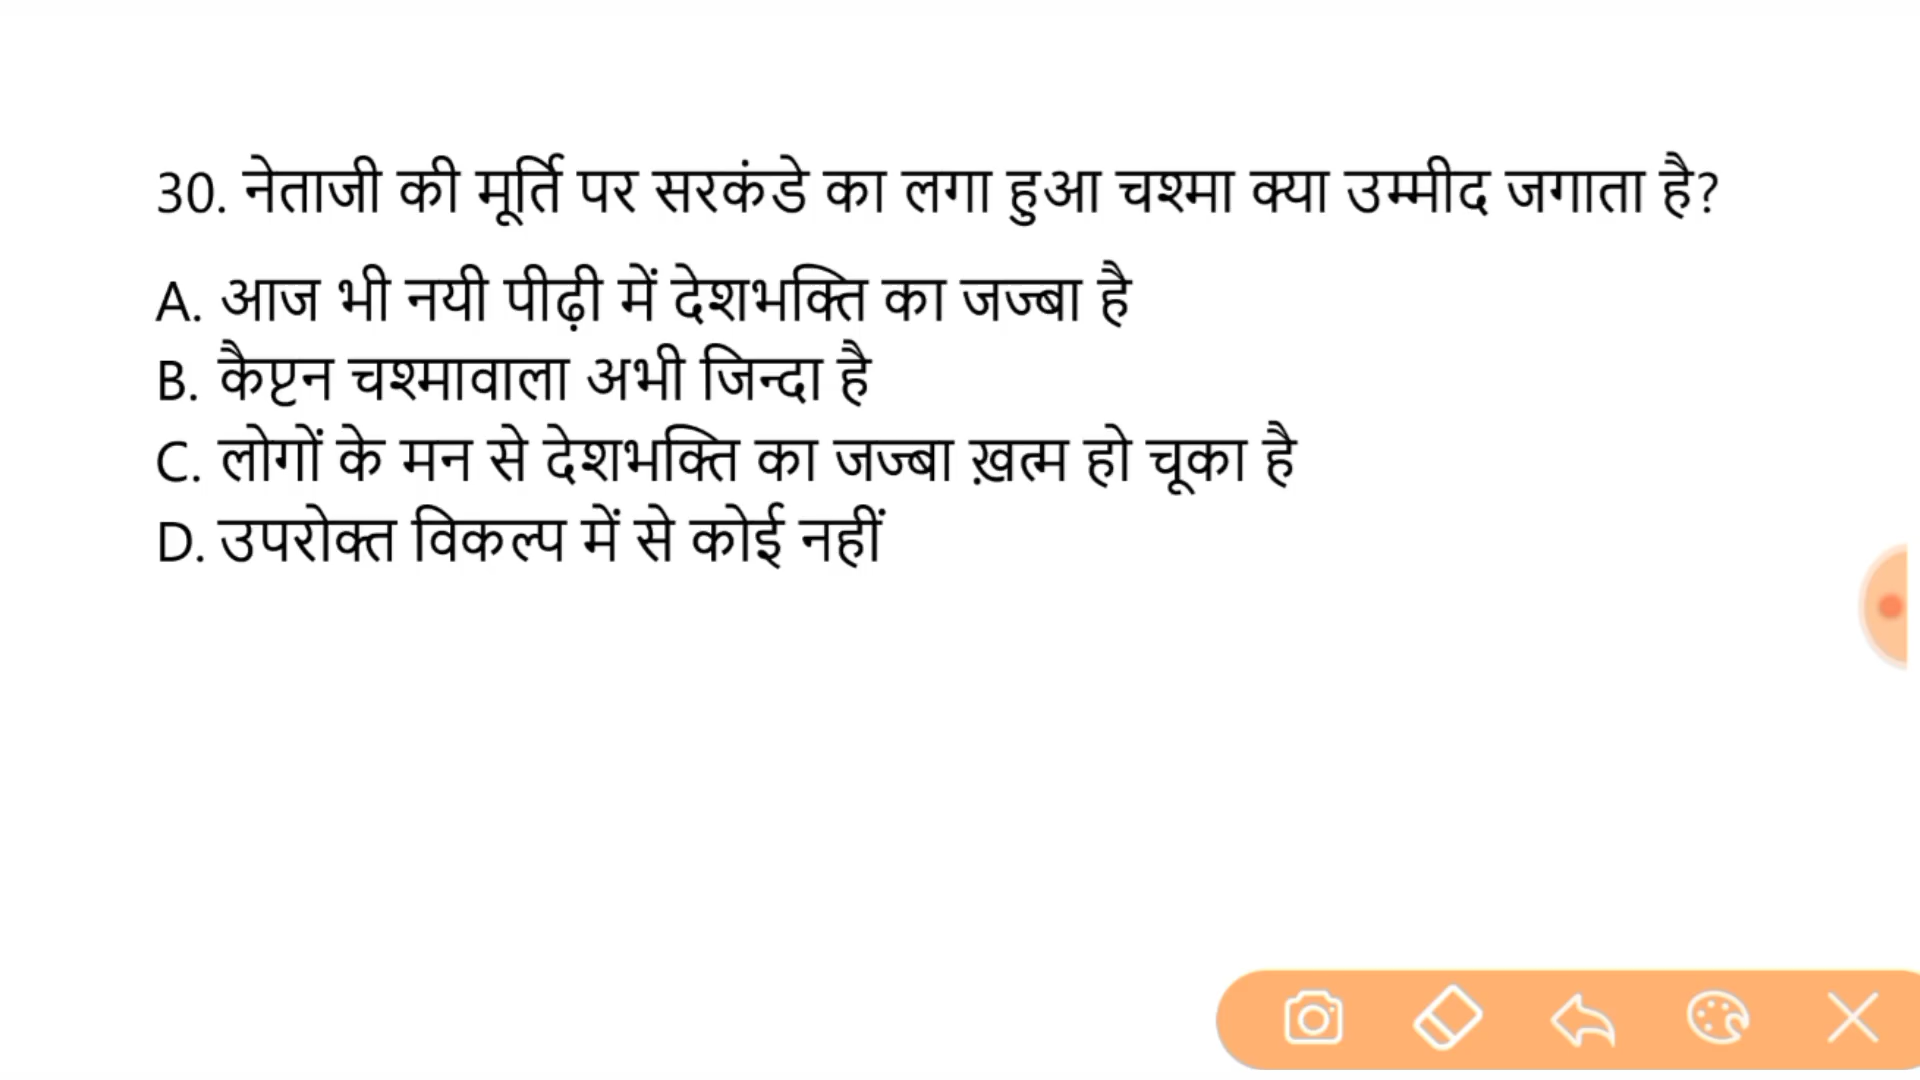 30. नेताजी की मूर्ति पर सरकंडे का लगा हुआ चश्मा क्या उम्मीद जगाता है?
A. आज भी नयी पीढ़ी में देशभक्ति का जज्बा है
B. कैप्टन चश्मावाला अभी जिन्दा है
C. लोगों के मन से देशभक्ति का जज्बा ख़त्म हो चूका है
D. उपरोक्त विकल्प में से कोई नहीं